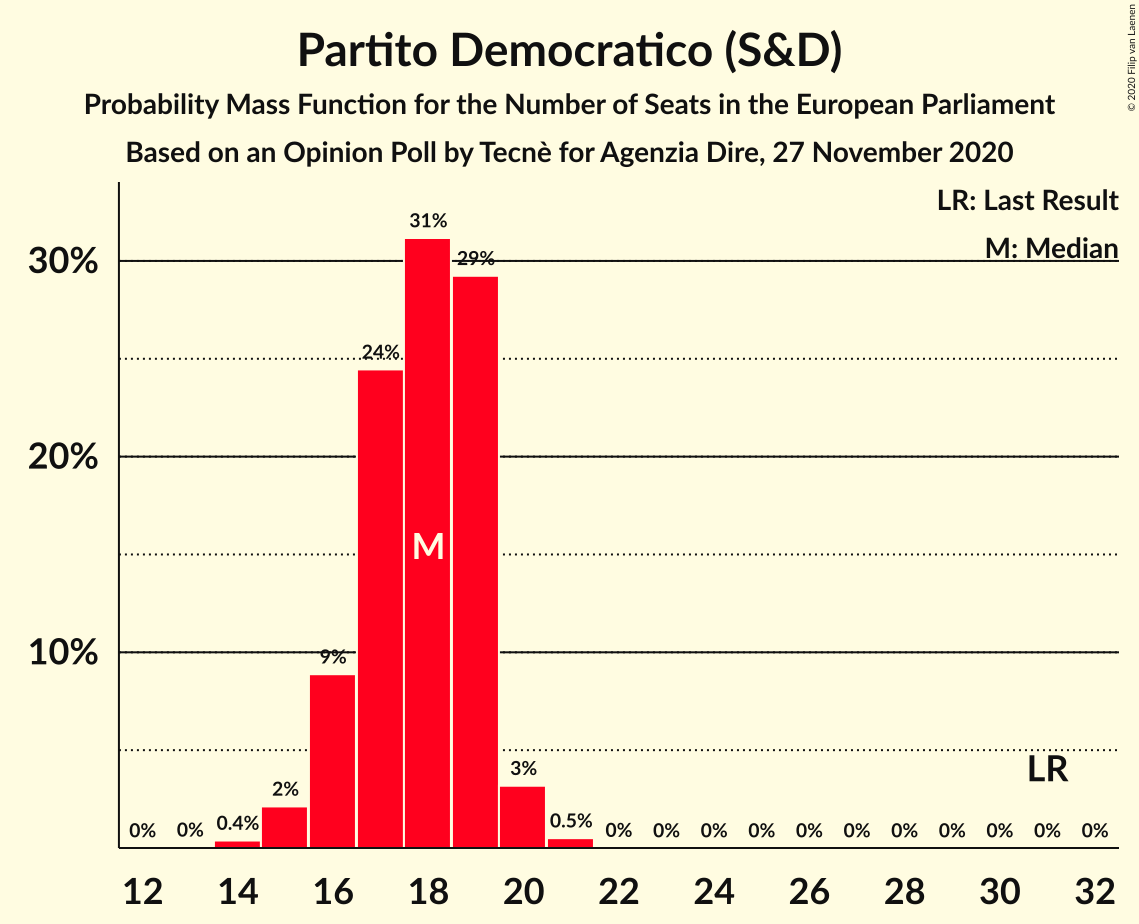 Partito Democratico (S&D)
Probability Mass Function for the Number of Seats in the European Parliament
Based on an Opinion Poll by Tecnè for Agenzia Dire, 27 November 2020
© 2020 Filip van Laenen
LR: Last Result
M: Median
30%
20%
10%
0% 0% 0.4% 2% 9% 24% 31% 29% 3% 0.5% 0% 0% 0% 0% 0% 0% 0% 0% 0% 0% 0%
M
LR
12 14 16 18 20 22 24 26 28 30 32